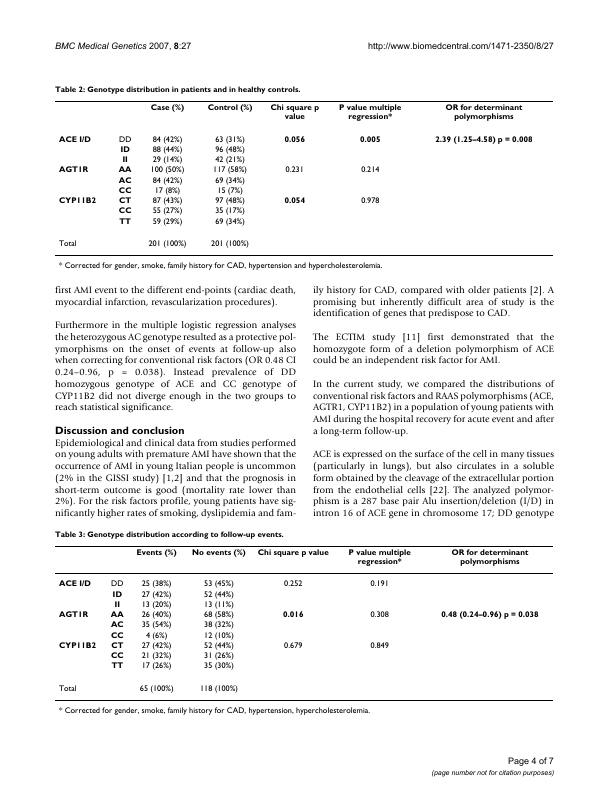 BMC Medical Genetics 2007, 8:27
http://www.biomedcentral.com/1471-2350/8/27
Table 2: Genotype distribution in patients and in healthy controls.
Case (%) Control (%) Chi square p value P value multiple regression* OR for determinant polymorphisms
ACE I/D DD 84 (42%) 63 (31%) 0.056 0.005 2.39 (1.25–4.58) p = 0.008
ID 88 (44%) 96 (48%)
II 29 (14%) 42 (21%)
AGT1R AA 100 (50%) 117 (58%) 0.231 0.214
AC 84 (42%) 69 (34%)
CC 17 (8%) 15 (7%)
CYP11B2 CT 87 (43%) 97 (48%) 0.054 0.978
CC 55 (27%) 35 (17%)
TT 59 (29%) 69 (34%)
Total 201 (100%) 201 (100%)
* Corrected for gender, smoke, family history for CAD, hypertension and hypercholesterolemia.
first AMI event to the different end-points (cardiac death,
myocardial infarction, revascularization procedures).
Furthermore in the multiple logistic regression analyses
the heterozygous AC genotype resulted as a protective pol-
ymorphisms on the onset of events at follow-up also
when correcting for conventional risk factors (OR 0.48 CI
0.24–0.96, p = 0.038). Instead prevalence of DD
homozygous genotype of ACE and CC genotype of
CYP11B2 did not diverge enough in the two groups to
reach statistical significance.
Discussion and conclusion
Epidemiological and clinical data from studies performed
on young adults with premature AMI have shown that the
occurrence of AMI in young Italian people is uncommon
(2% in the GISSI study) [1,2] and that the prognosis in
short-term outcome is good (mortality rate lower than
2%). For the risk factors profile, young patients have sig-
nificantly higher rates of smoking, dyslipidemia and fam-
ily history for CAD, compared with older patients [2]. A
promising but inherently difficult area of study is the
identification of genes that predispose to CAD.
The ECTIM study [11] first demonstrated that the
homozygote form of a deletion polymorphism of ACE
could be an independent risk factor for AMI.
In the current study, we compared the distributions of
conventional risk factors and RAAS polymorphisms (ACE,
AGTR1, CYP11B2) in a population of young patients with
AMI during the hospital recovery for acute event and after
a long-term follow-up.
ACE is expressed on the surface of the cell in many tissues
(particularly in lungs), but also circulates in a soluble
form obtained by the cleavage of the extracellular portion
from the endothelial cells [22]. The analyzed polymor-
phism is a 287 base pair Alu insertion/deletion (I/D) in
intron 16 of ACE gene in chromosome 17; DD genotype
Table 3: Genotype distribution according to follow-up events.
Events (%) No events (%) Chi square p value P value multiple regression* OR for determinant polymorphisms
ACE I/D DD 25 (38%) 53 (45%) 0.252 0.191
ID 27 (42%) 52 (44%)
II 13 (20%) 13 (11%)
AGT1R AA 26 (40%) 68 (58%) 0.016 0.308 0.48 (0.24–0.96) p = 0.038
AC 35 (54%) 38 (32%)
CC 4 (6%) 12 (10%)
CYP11B2 CT 27 (42%) 52 (44%) 0.679 0.849
CC 21 (32%) 31 (26%)
TT 17 (26%) 35 (30%)
Total 65 (100%) 118 (100%)
* Corrected for gender, smoke, family history for CAD, hypertension, hypercholesterolemia.
Page 4 of 7
(page number not for citation purposes)